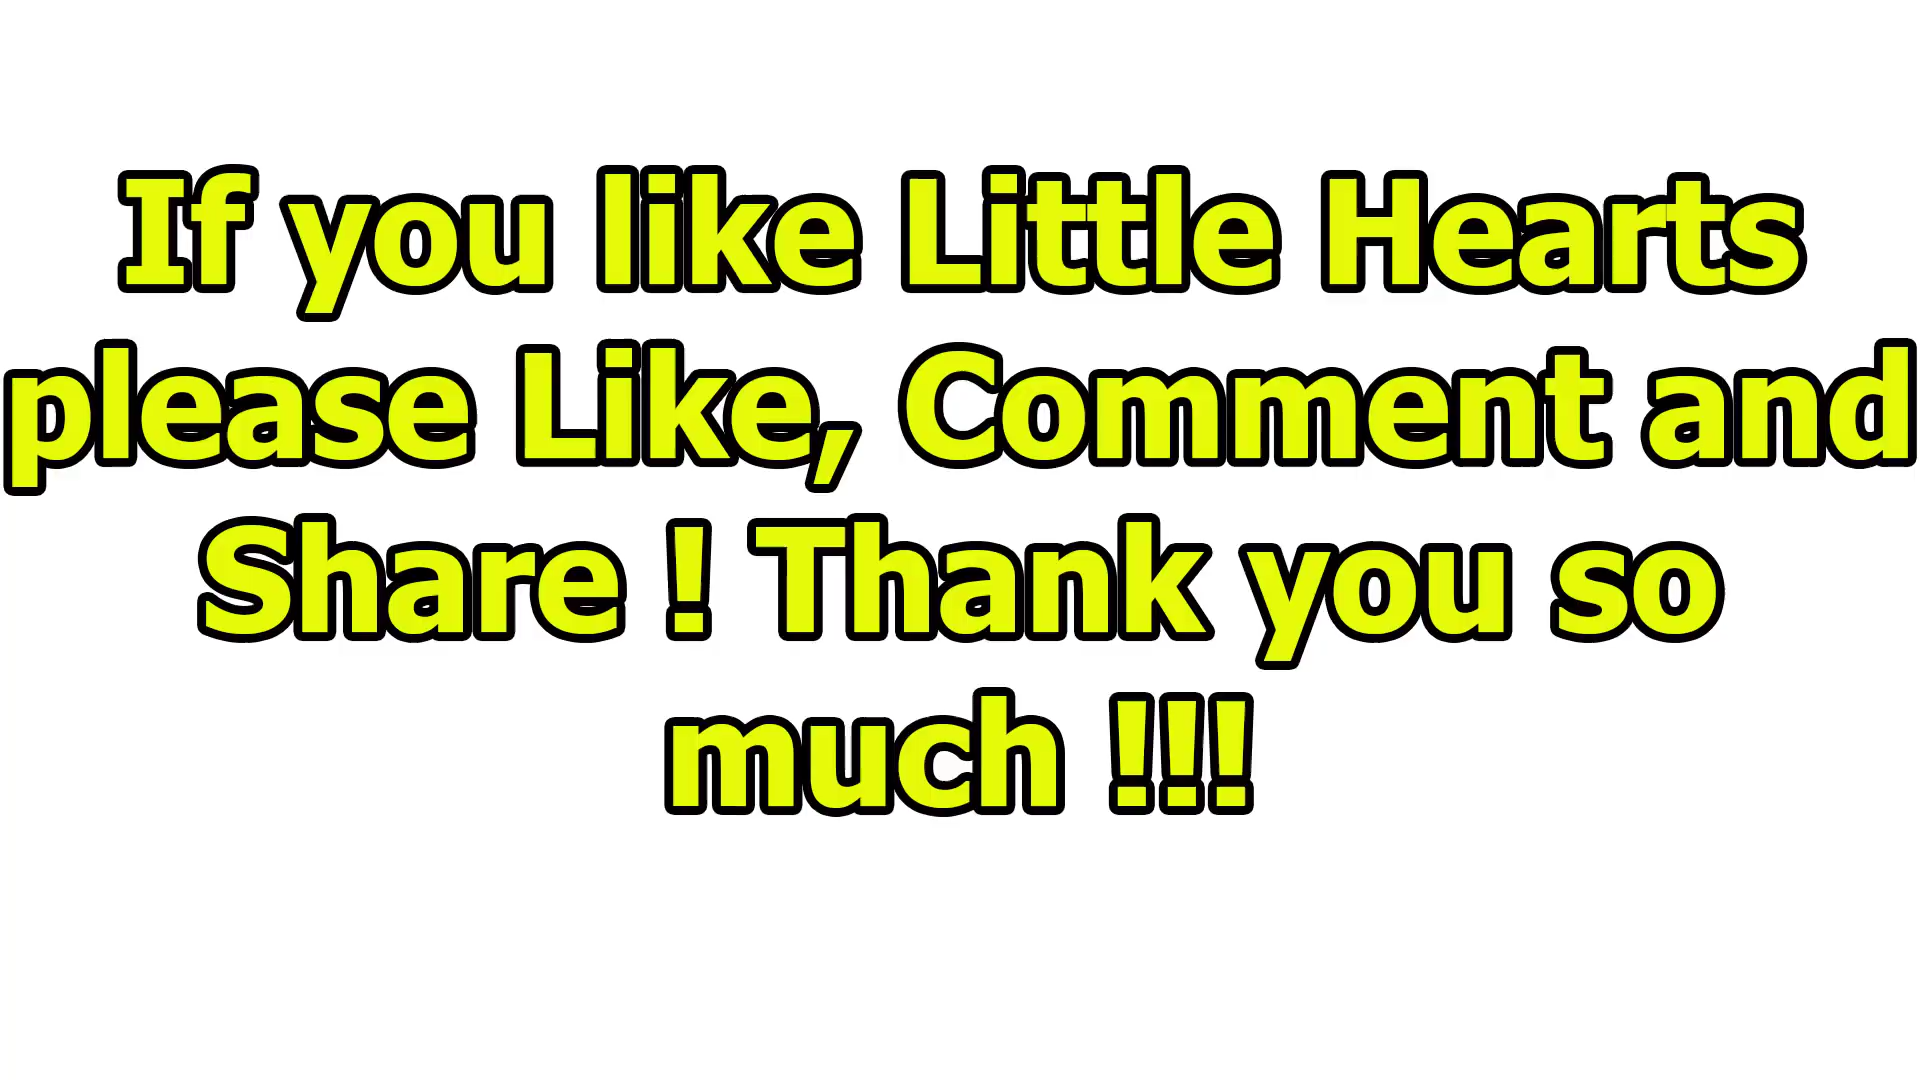 If you like Little Hearts
please Like, Comment and
Share ! Thank you so
much !!!